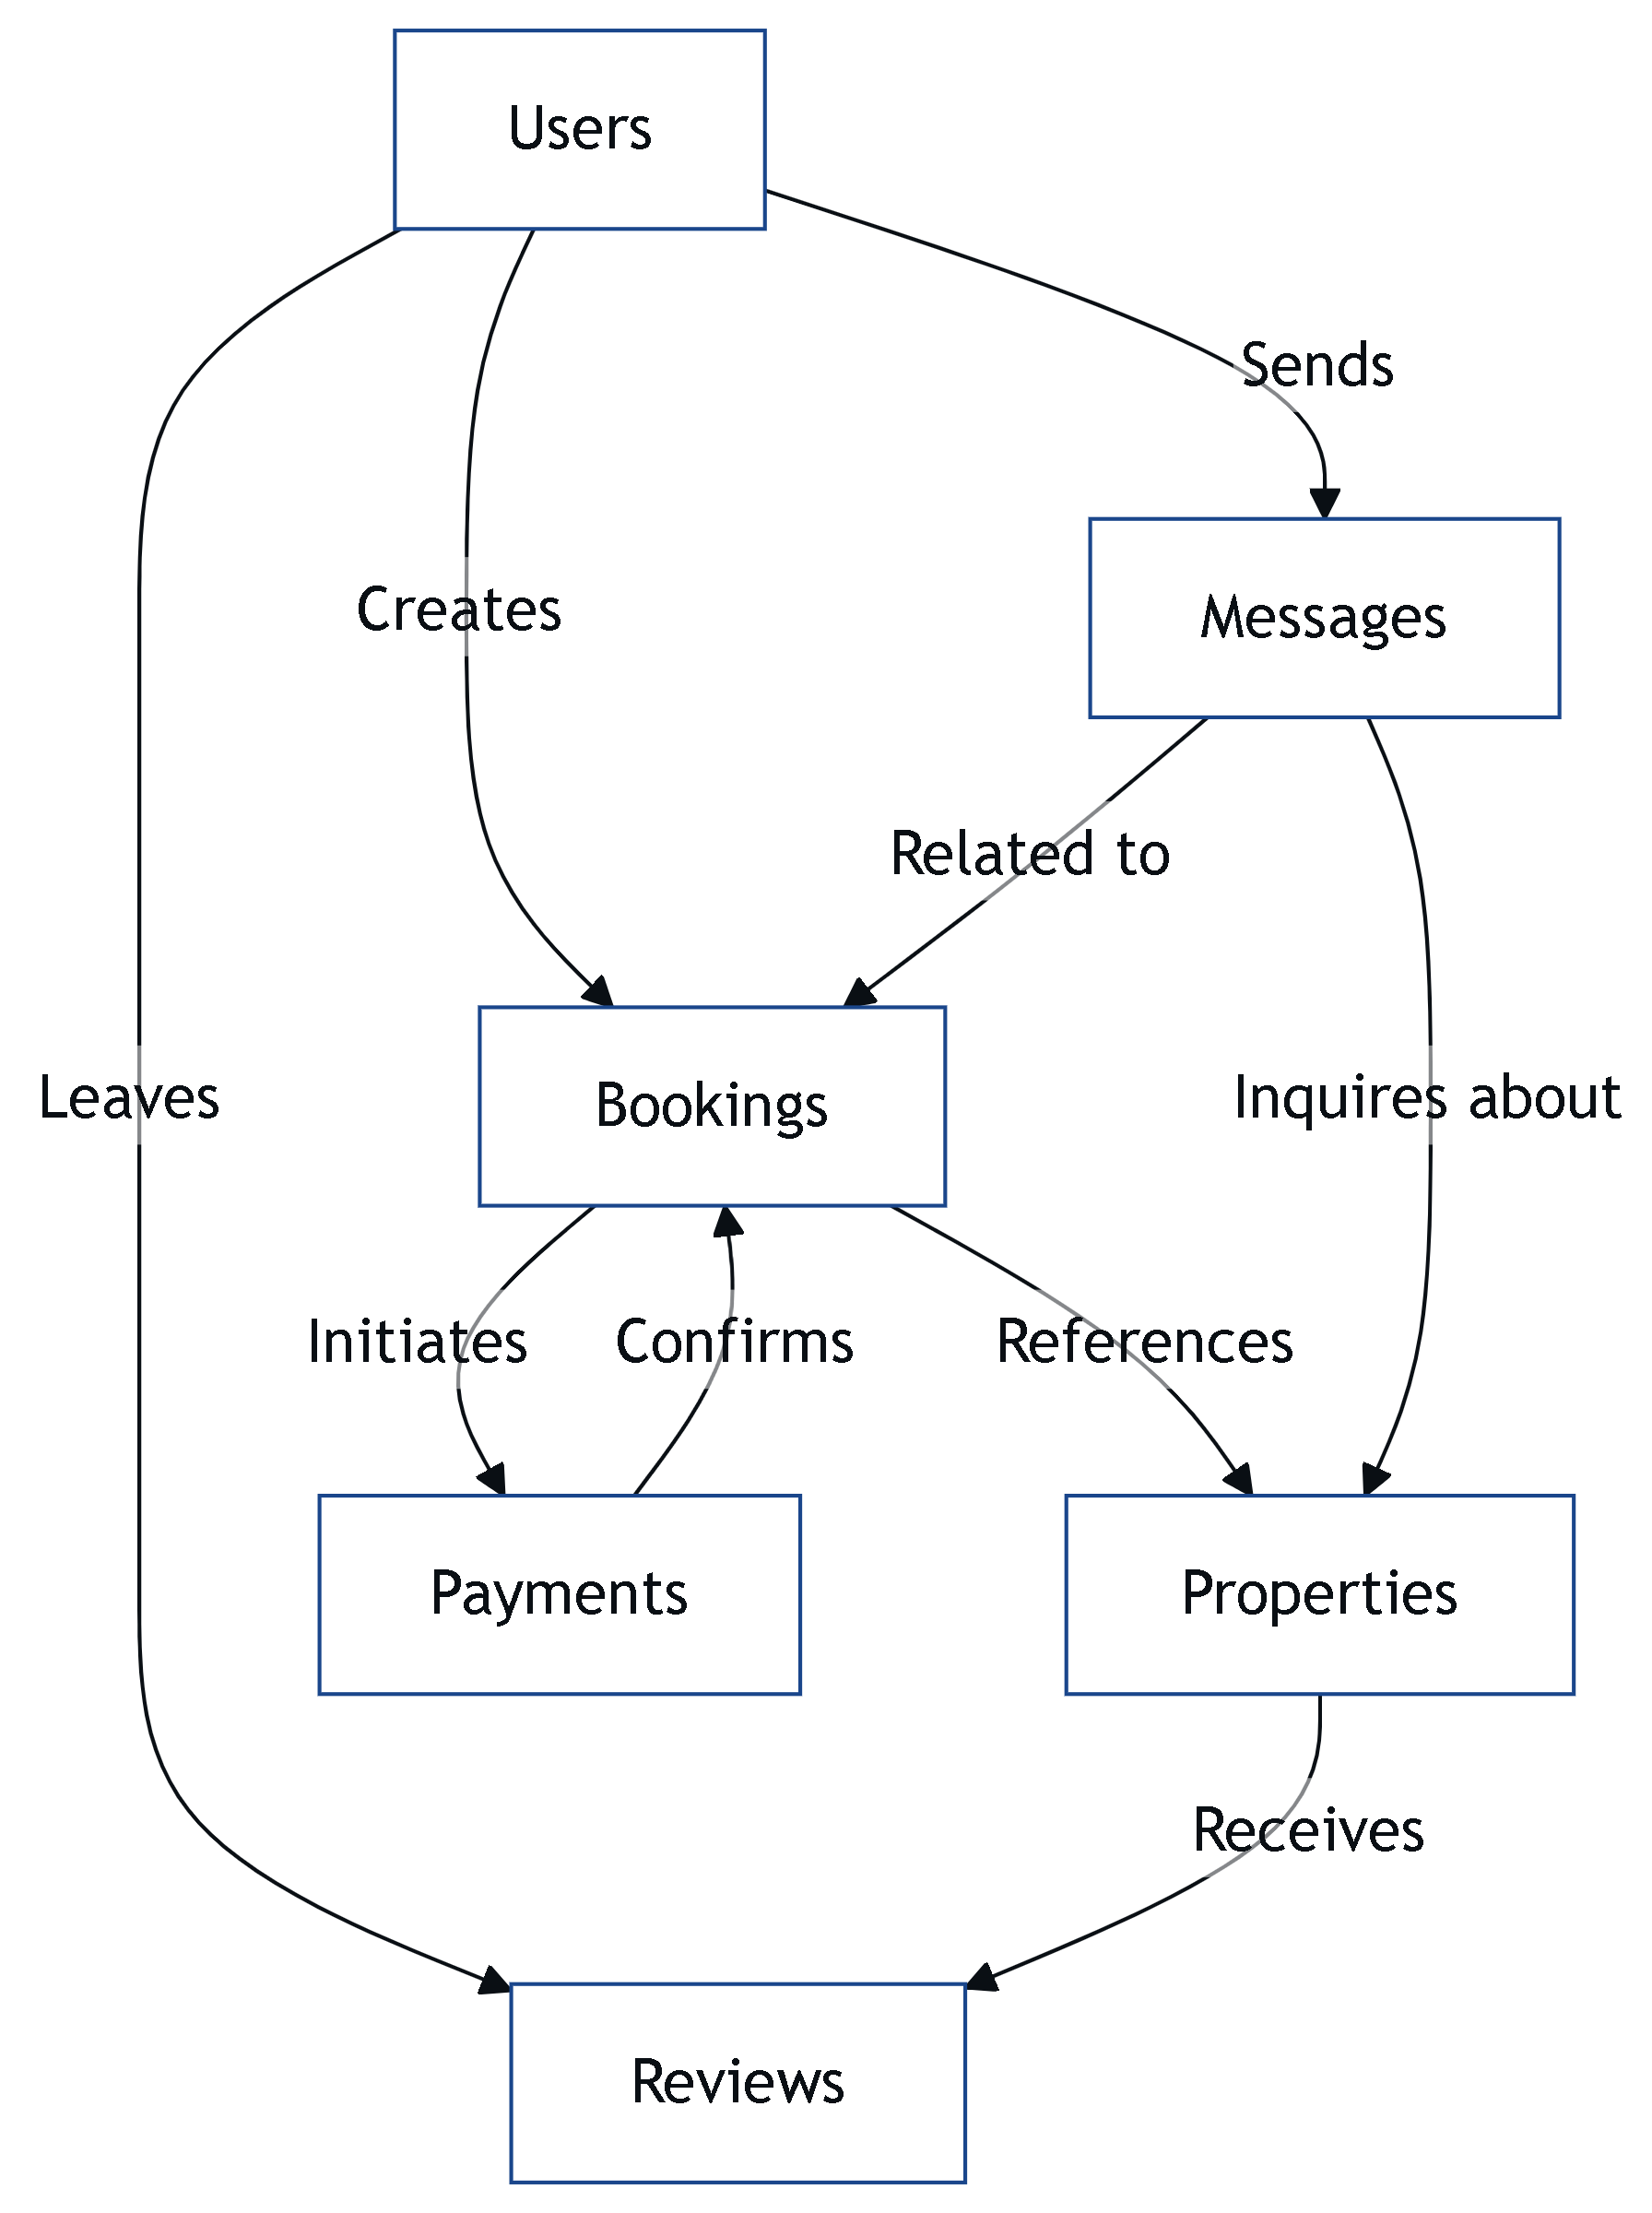 Users
Sends
Creates
Messages
Related to
Leaves
Bookings
Inquires about
Initiates
Confirms
References
Payments
Properties
Receives
Reviews